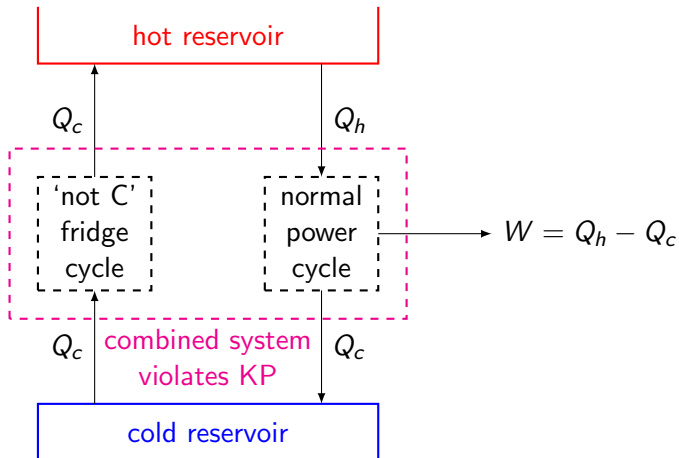 hot reservoir
Q_c
Q_h
‘not C’
fridge
cycle
normal
power
cycle
W = Q_h − Q_c
Q_c
combined system
violates KP
Q_c
cold reservoir